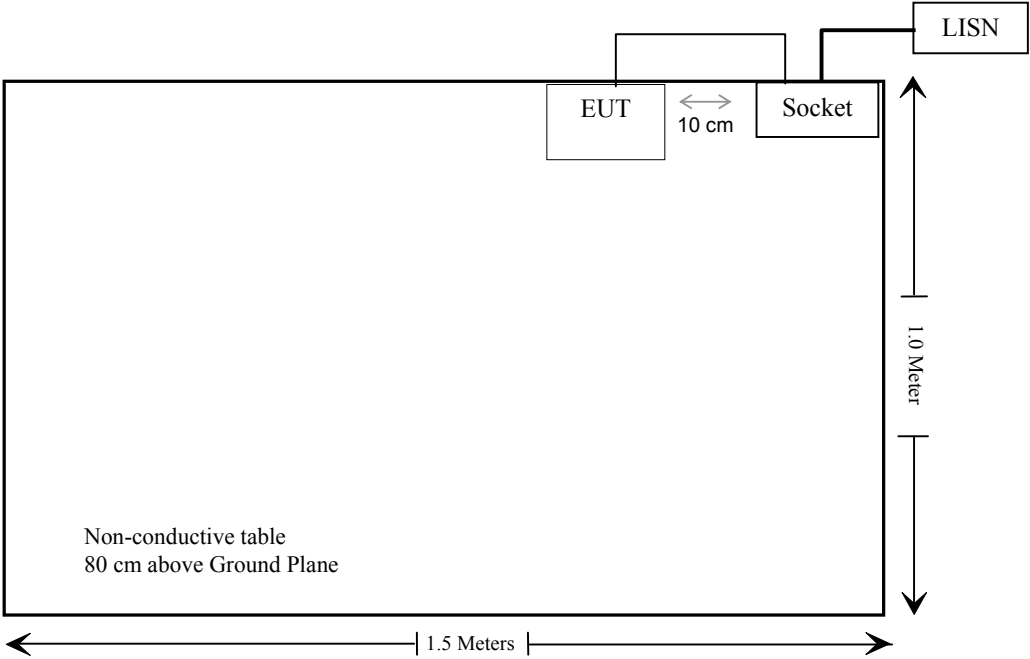 LISN
EUT
Socket
10 cm
1.0 Meter
Non-conductive table
80 cm above Ground Plane
1.5 Meters